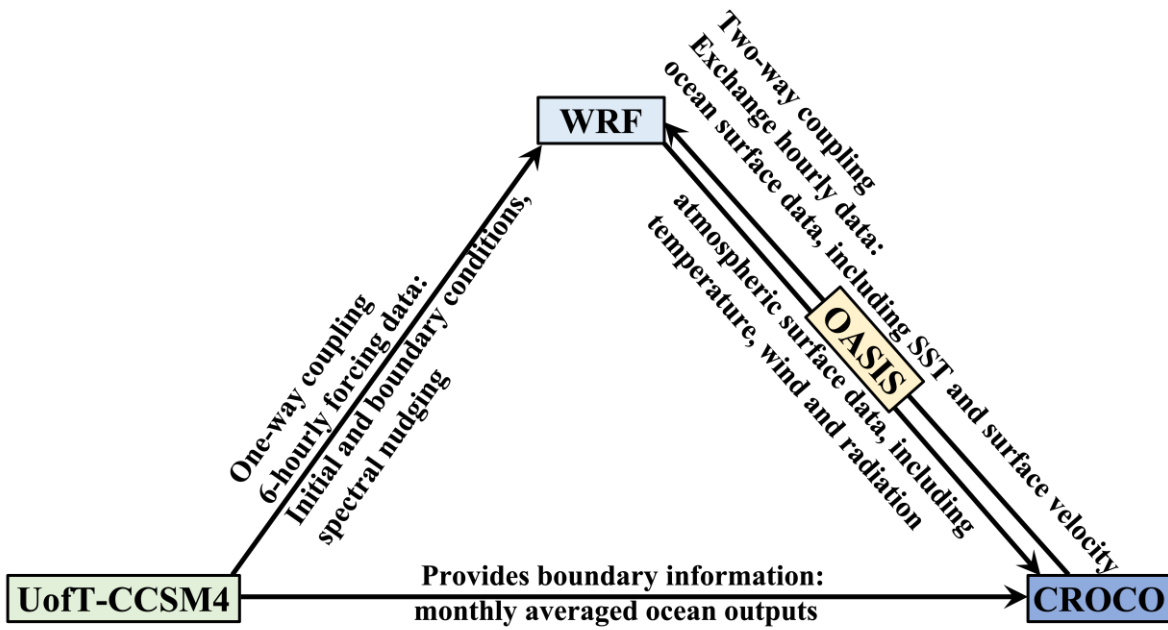 WRF
Two-way coupling
Exchange hourly data:
ocean surface data, including SST and surface velocity
OASIS
atmospheric surface data, including
temperature, wind and radiation
One-way coupling
6-hourly forcing data:
Initial and boundary conditions,
spectral nudging
UofT-CCSM4
Provides boundary information:
monthly averaged ocean outputs
CROCO